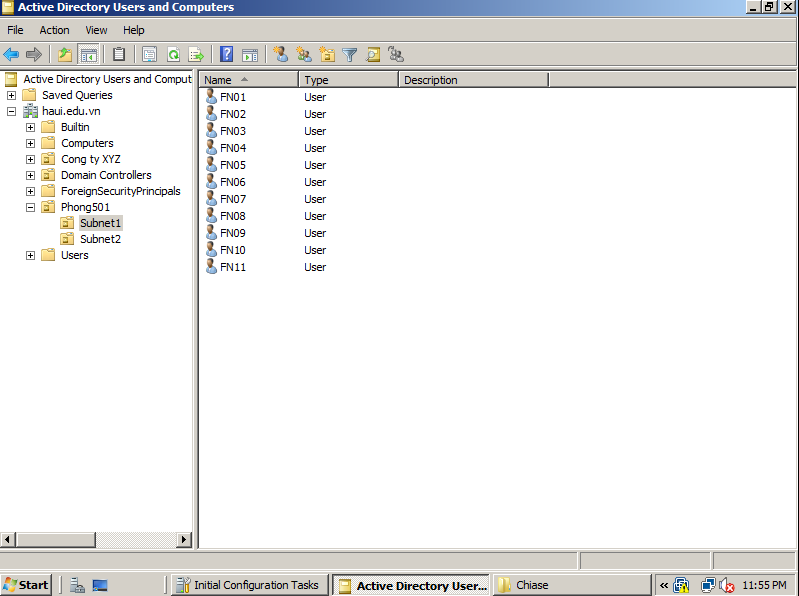 Active Directory Users and Computers
File Action View Help
Active Directory Users and Comput
Saved Queries
haui.edu.vn
Builtin
Computers
Cong ty XYZ
Domain Controllers
ForeignSecurityPrincipals
Phong501
Subnet1
Subnet2
Users
Name Type Description
FN01 User
FN02 User
FN03 User
FN04 User
FN05 User
FN06 User
FN07 User
FN08 User
FN09 User
FN10 User
FN11 User
Start Initial Configuration Tasks Active Directory User... Chiase « 11:55 PM